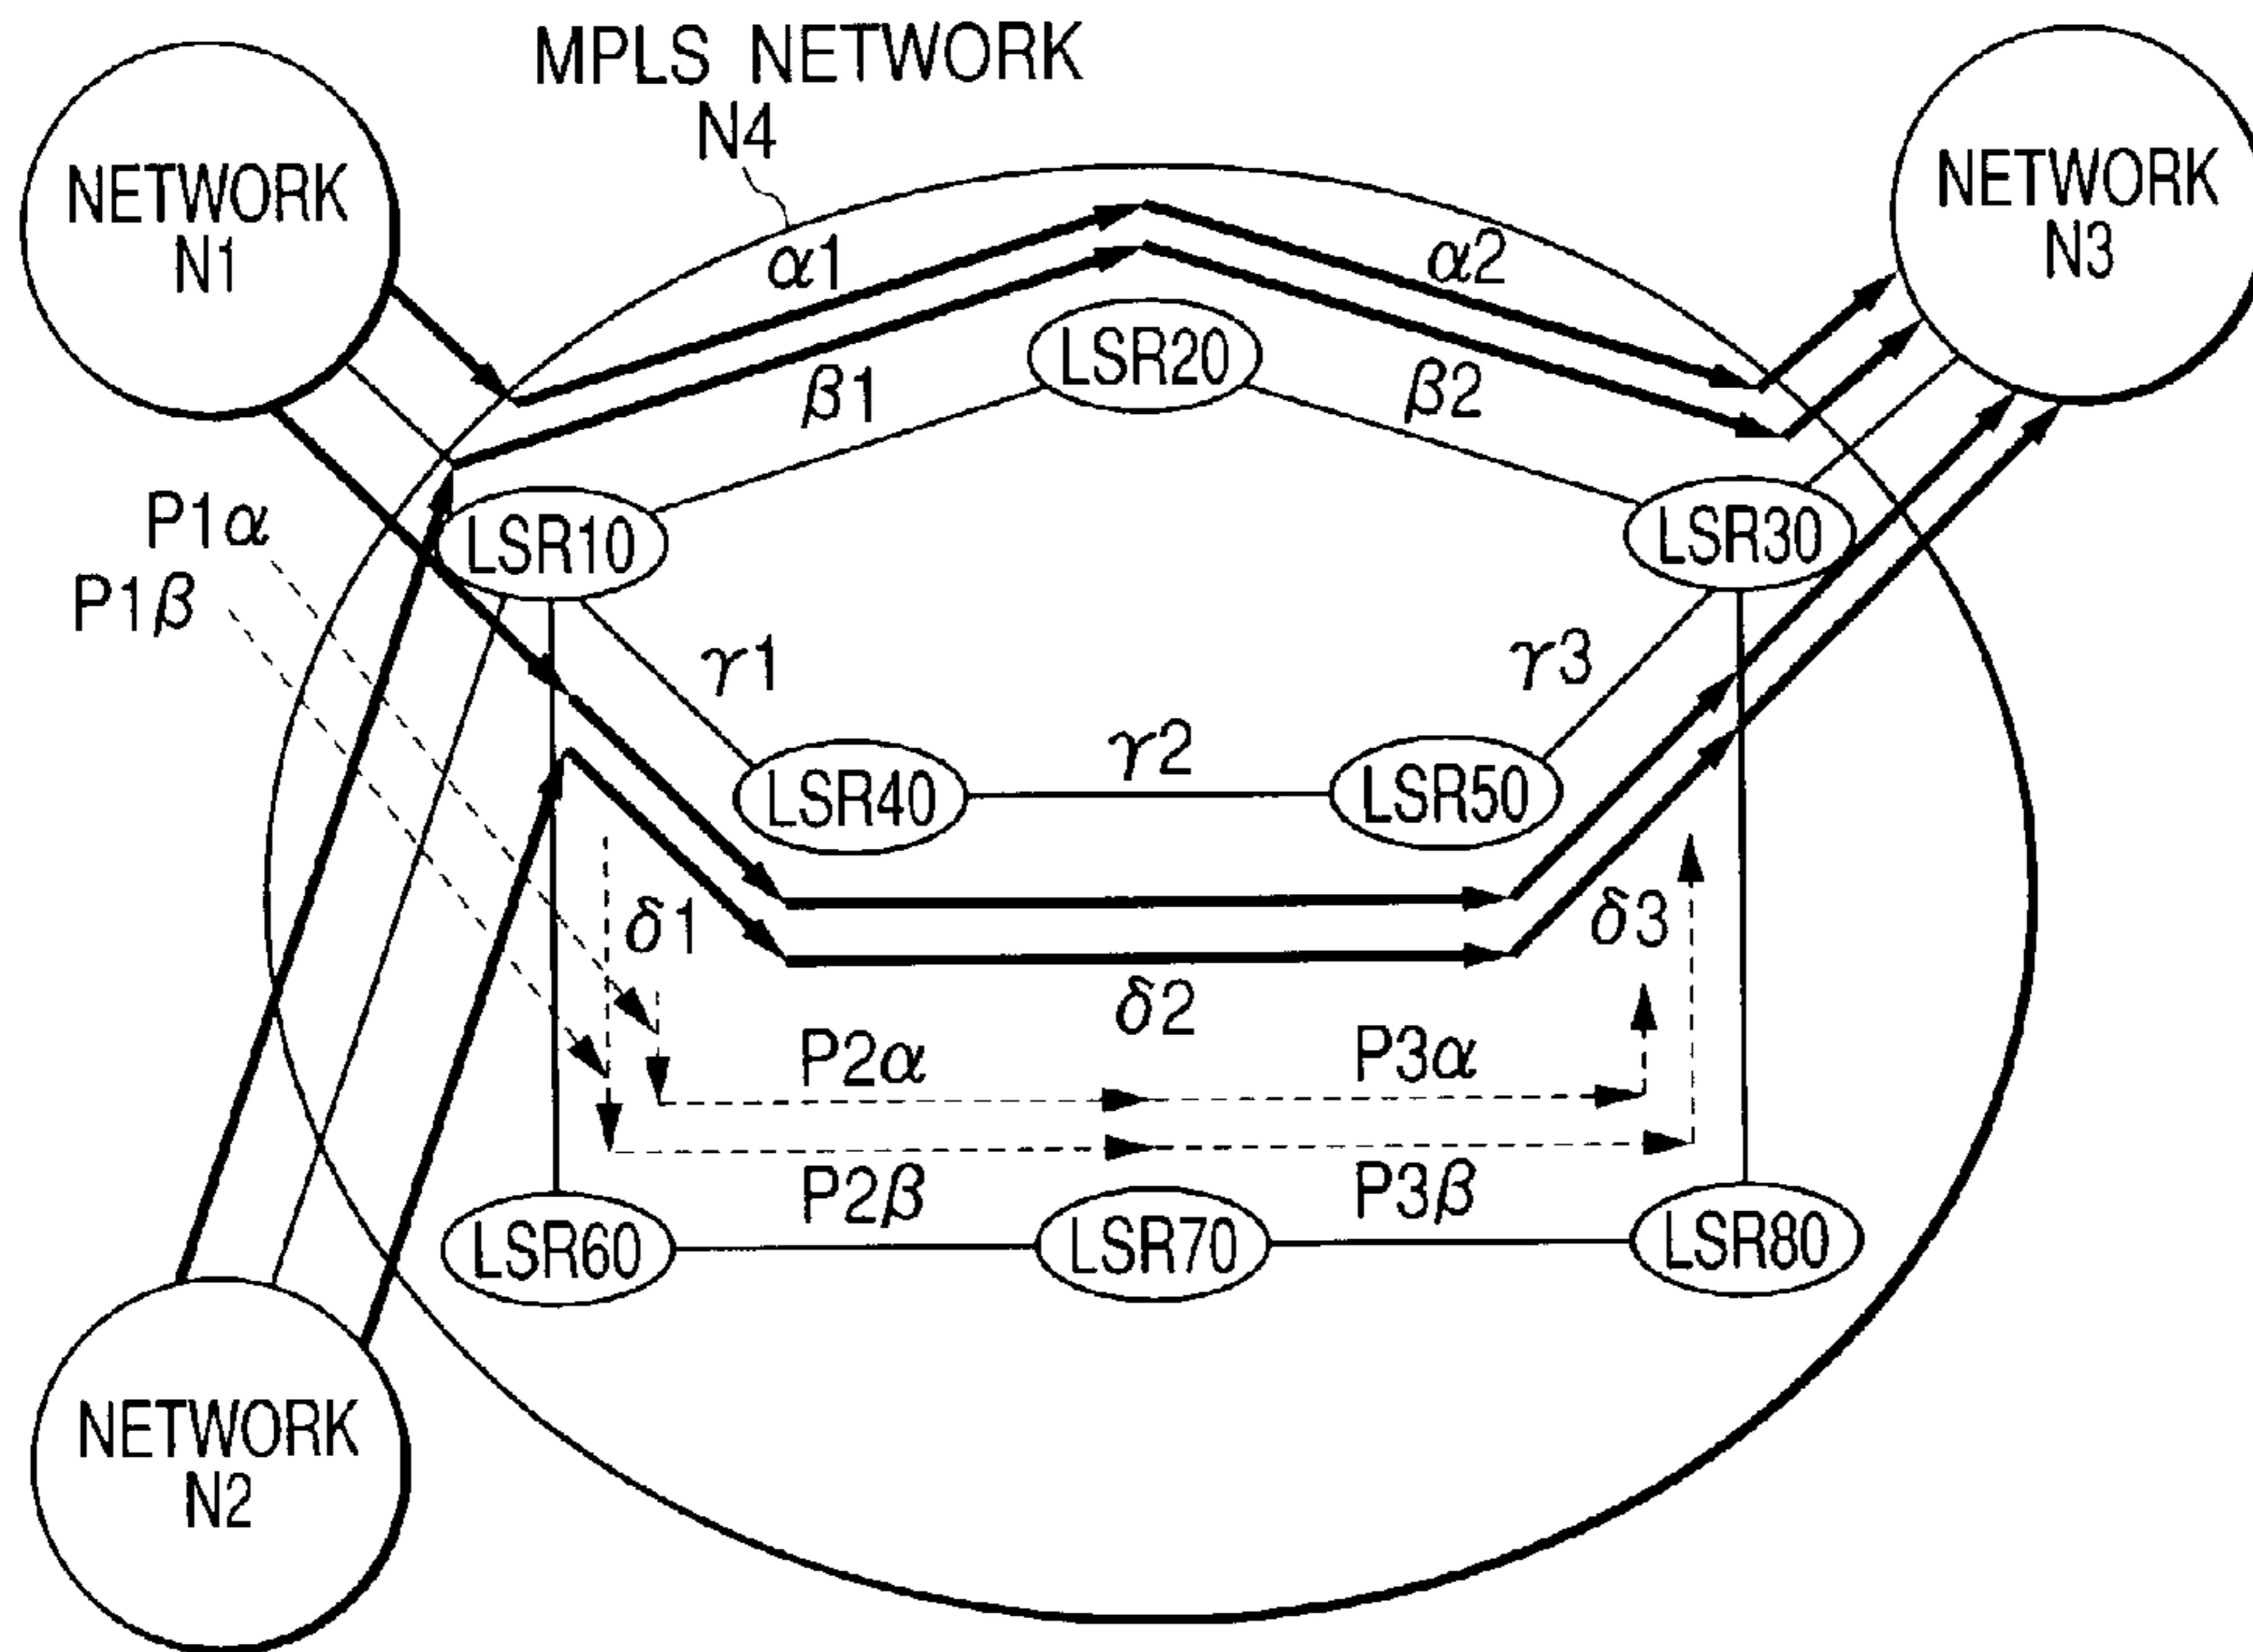 MPLS NETWORK
N4
NETWORK
N1
NETWORK
N3
α1
α2
LSR20
β1
β2
P1α
P1β
LSR10
LSR30
γ1
γ3
γ2
LSR40
LSR50
δ1
δ3
δ2
P2α
P3α
P2β
P3β
LSR60
LSR70
LSR80
NETWORK
N2